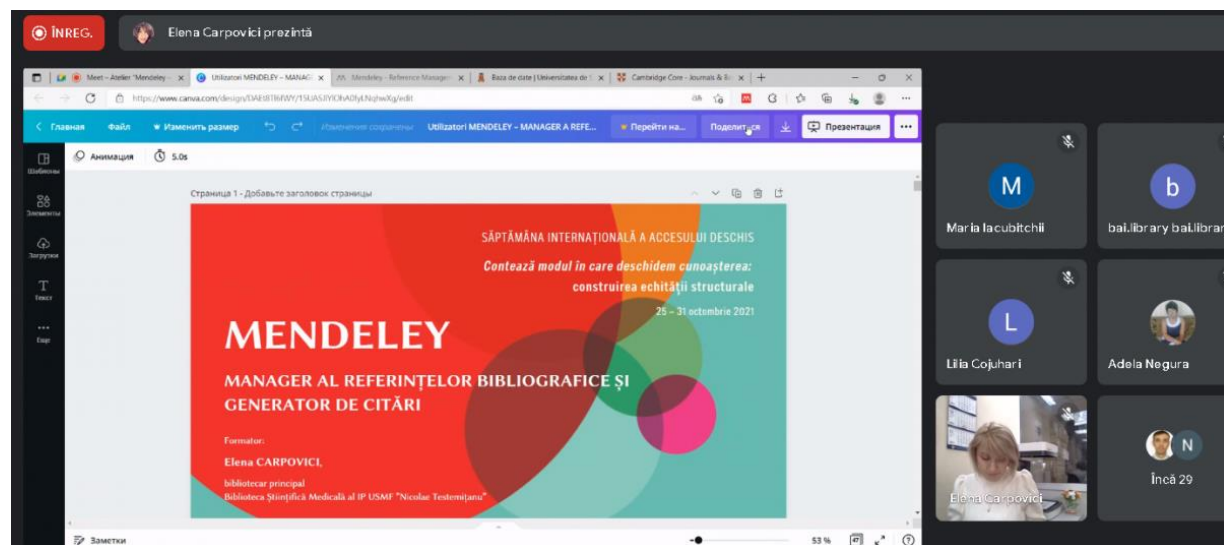 ÎNREG.
Elena Carpovici prezintă
Meet - Atelier "Mendeley -
Utilizatori MENDELEY - MANAG
Mendeley - Reference Manager
Baza de date | Universitatea de S
Cambridge Core - Journals & B
https://www.canva.com/design/
Главная
Файл
Изменить размер
Изменения сохранены
Utilizatori MENDELEY – MANAGER A REFE...
Перейти на...
Поделиться
Презентация
Анимация
5.0s
Шаблоны
Элементы
Загрузки
Текст
Еще
Страница 1 - Добавьте заголовок страницы
SĂPTĂMÂNA INTERNAȚIONALĂ A ACCESULUI DESCHIS
Contează modul în care deschidem cunoașterea:
construirea echității structurale
25 – 31 octombrie 2021
MENDELEY
MANAGER AL REFERINȚELOR BIBLIOGRAFICE ȘI
GENERATOR DE CITĂRI
Formator:
Elena CARPOVICI,
bibliotecar principal
Biblioteca Științifică Medicală al IP USMF "Nicolae Testemițanu"
Заметки
53 %
47
M
Maria Iacubitchii
b
bai.library bai.librar
L
Lilia Cojuhari
Adela Negura
Elena Carpovici
N
Încă 29